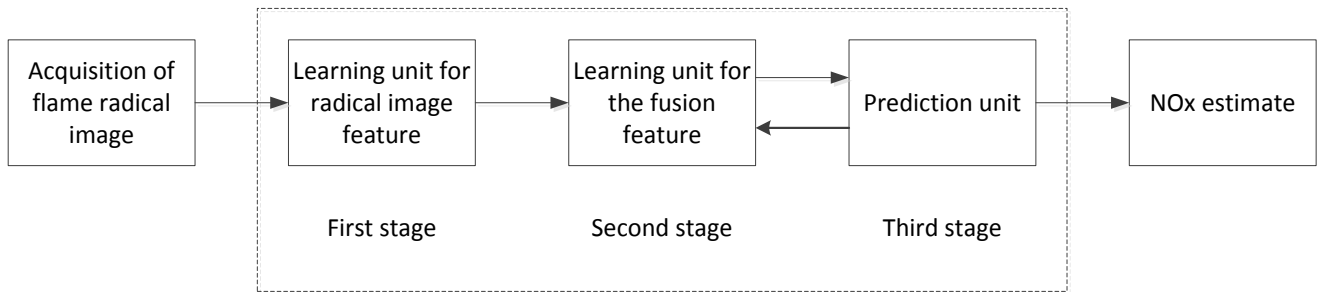 Acquisition of
flame radical
image
Learning unit for
radical image
feature
Learning unit for
the fusion
feature
Prediction unit
NOx estimate
First stage
Second stage
Third stage